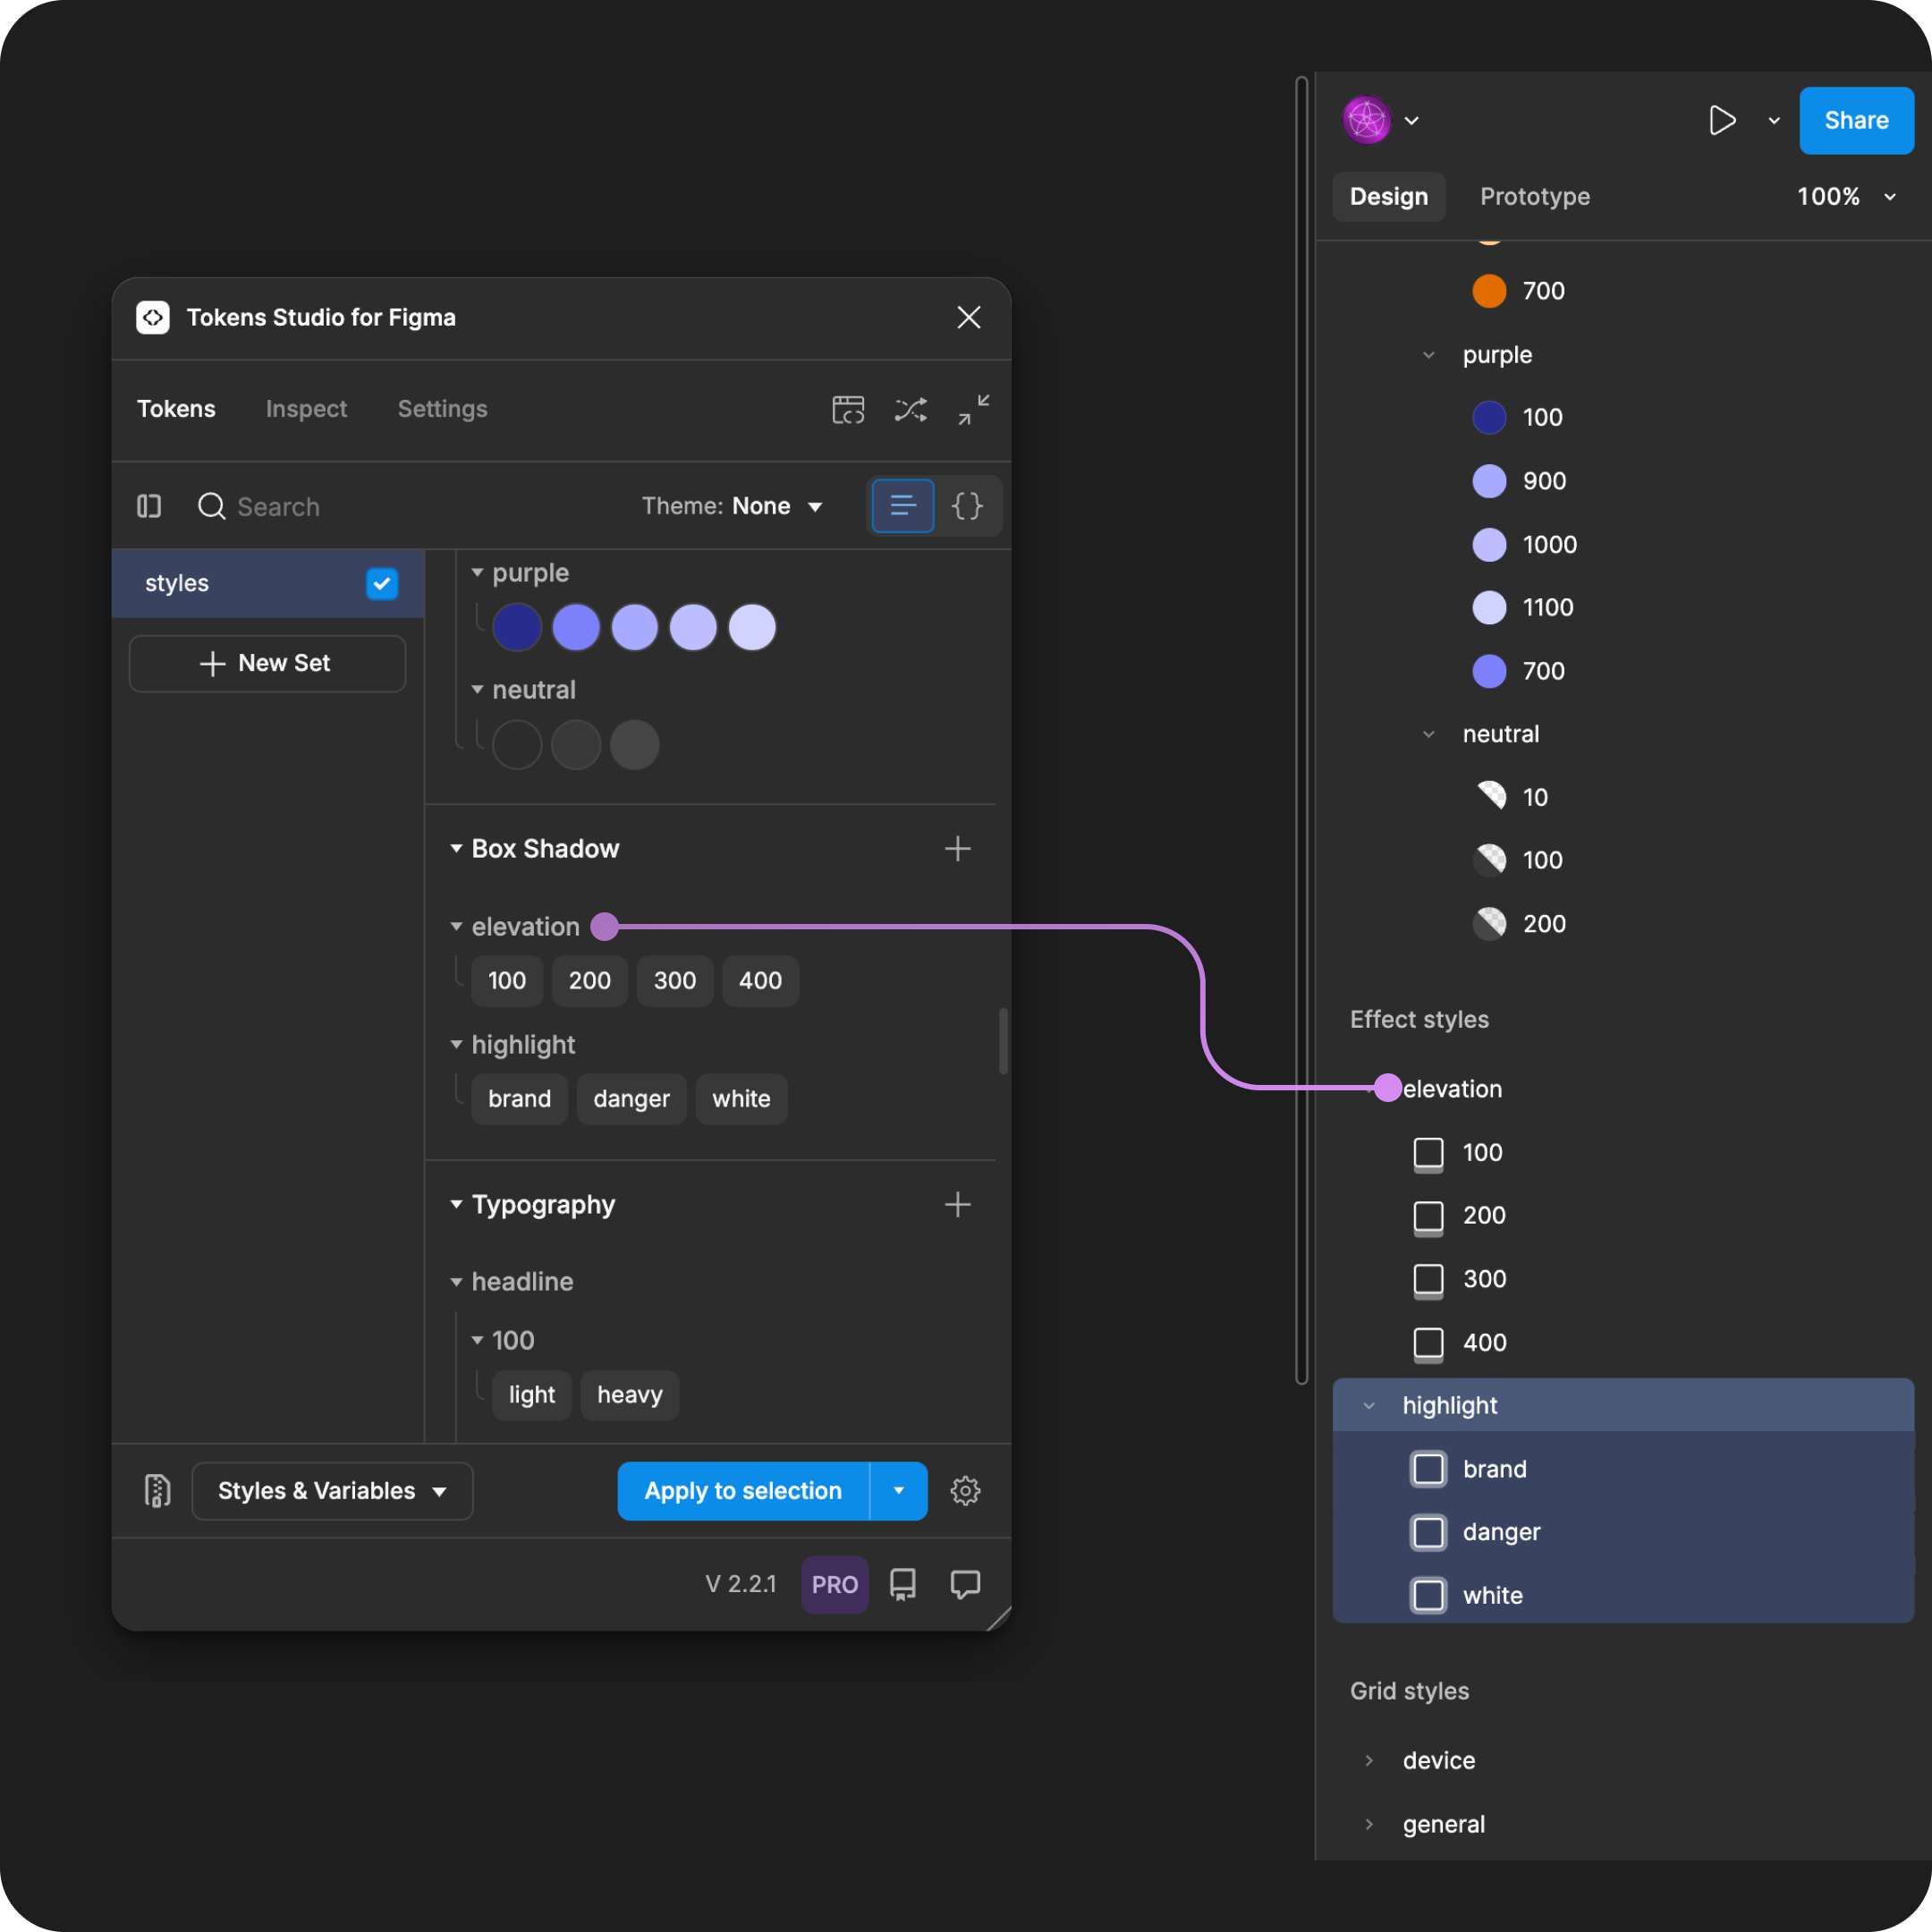 Tokens Studio for Figma
Tokens Inspect Settings
Search Theme: None {}
styles
New Set
purple
neutral
Box Shadow
elevation
100 200 300 400
highlight
brand danger white
Typography
headline
100
light heavy
Styles & Variables Apply to selection
V 2.2.1 PRO
Share
Design Prototype 100%
700
purple
100
900
1000
1100
700
neutral
10
100
200
Effect styles
elevation
100
200
300
400
highlight
brand
danger
white
Grid styles
device
general